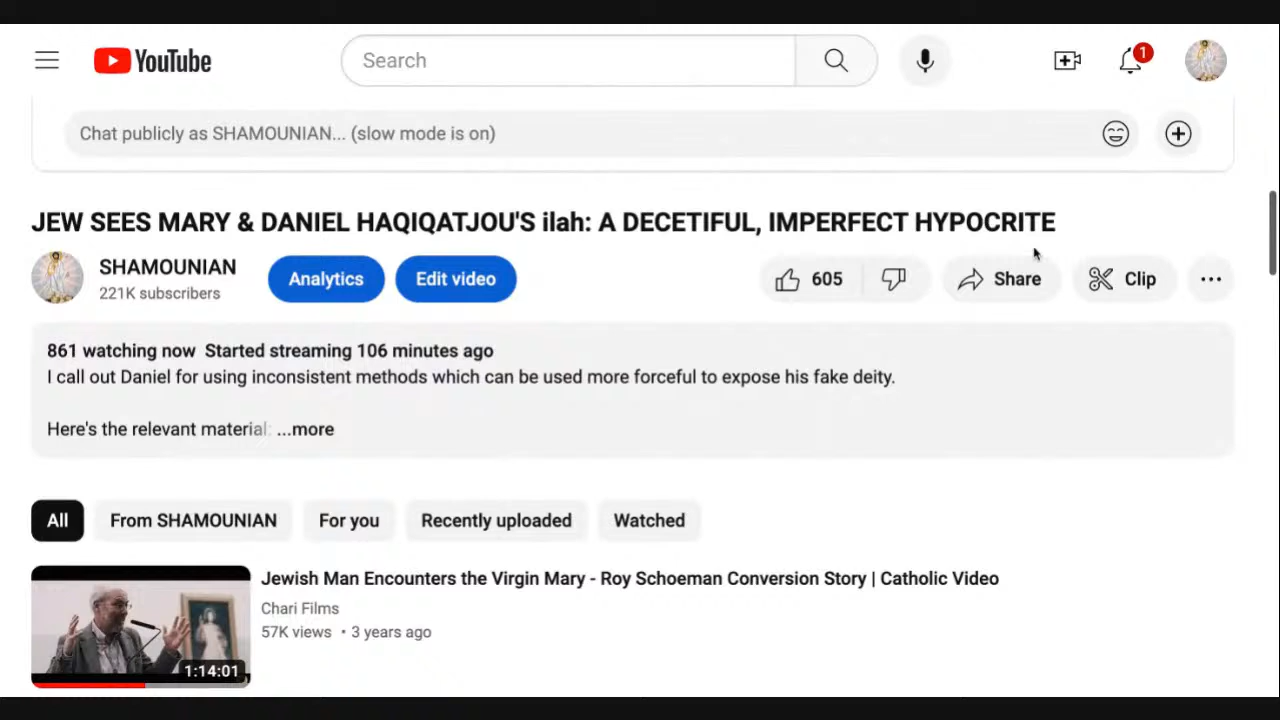 YouTube
Search
1
Chat publicly as SHAMOUNIAN... (slow mode is on)
JEW SEES MARY & DANIEL HAQIQATJOU'S ilah: A DECETIFUL, IMPERFECT HYPOCRITE
SHAMOUNIAN
221K subscribers
Analytics
Edit video
605
Share
Clip
861 watching now Started streaming 106 minutes ago
I call out Daniel for using inconsistent methods which can be used more forceful to expose his fake deity.
Here's the relevant material: ...more
All
From SHAMOUNIAN
For you
Recently uploaded
Watched
Jewish Man Encounters the Virgin Mary - Roy Schoeman Conversion Story | Catholic Video
Chari Films
57K views • 3 years ago
1:14:01